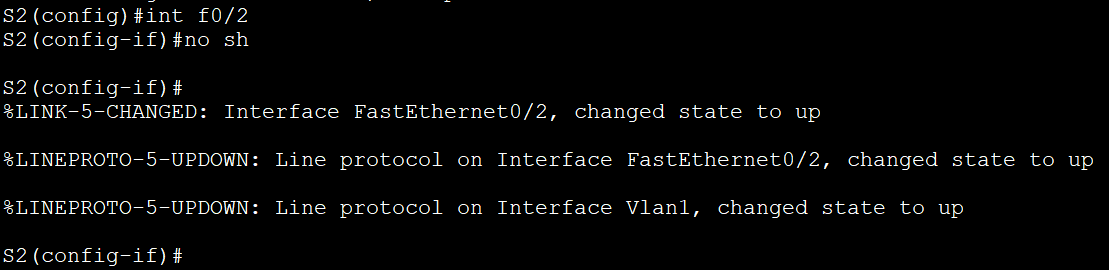 S2(config)#int f0/2
S2(config-if)#no sh
S2(config-if)#
%LINK-5-CHANGED: Interface FastEthernet0/2, changed state to up
%LINEPROTO-5-UPDOWN: Line protocol on Interface FastEthernet0/2, changed state to up
%LINEPROTO-5-UPDOWN: Line protocol on Interface Vlan1, changed state to up
S2(config-if)#